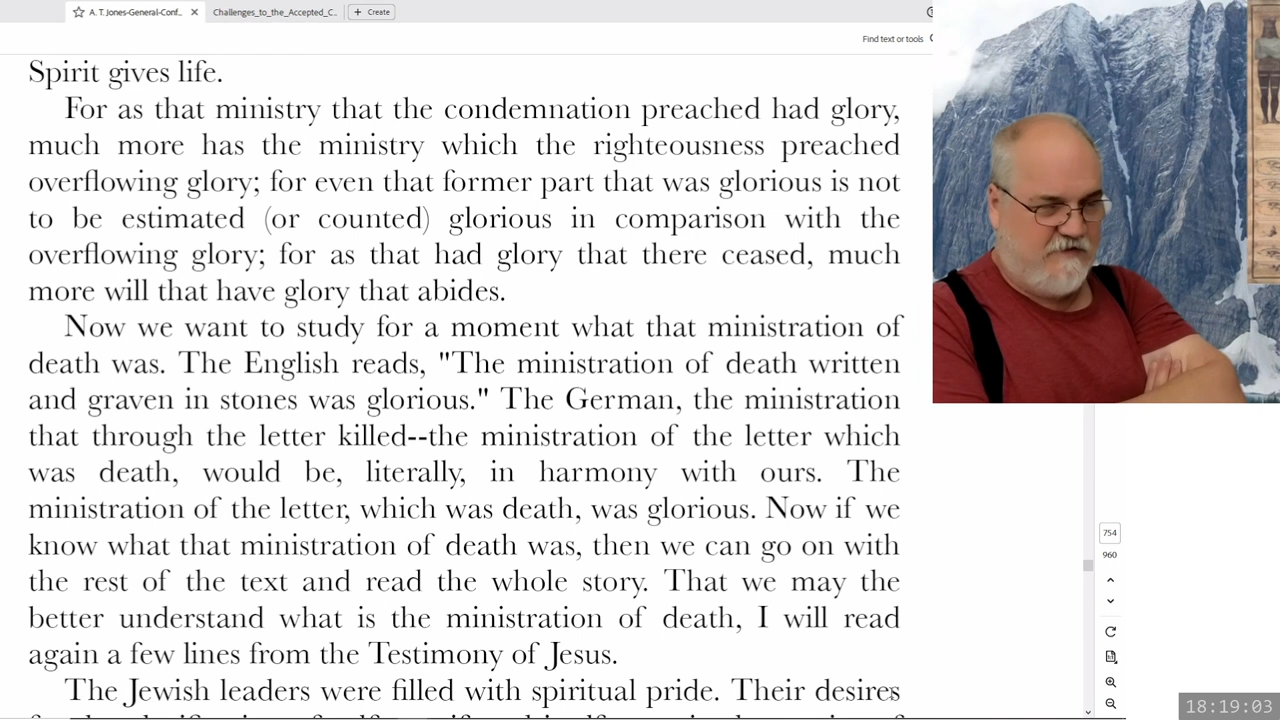 A. T. Jones-General-Conf...
Challenges_to_the_Accepted_C...
+ Create
Find text or tools
Spirit gives life.
For as that ministry that the condemnation preached had glory,
much more has the ministry which the righteousness preached
overflowing glory; for even that former part that was glorious is not
to be estimated (or counted) glorious in comparison with the
overflowing glory; for as that had glory that there ceased, much
more will that have glory that abides.
Now we want to study for a moment what that ministration of
death was. The English reads, "The ministration of death written
and graven in stones was glorious." The German, the ministration
that through the letter killed--the ministration of the letter which
was death, would be, literally, in harmony with ours. The
ministration of the letter, which was death, was glorious. Now if we
know what that ministration of death was, then we can go on with
the rest of the text and read the whole story. That we may the
better understand what is the ministration of death, I will read
again a few lines from the Testimony of Jesus.
The Jewish leaders were filled with spiritual pride. Their desires
754
960
18:19:03